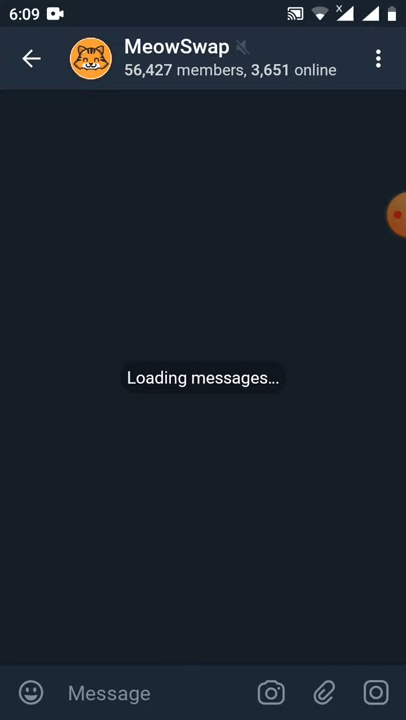 6:09
MeowSwap
56,427 members, 3,651 online
Loading messages...
Message